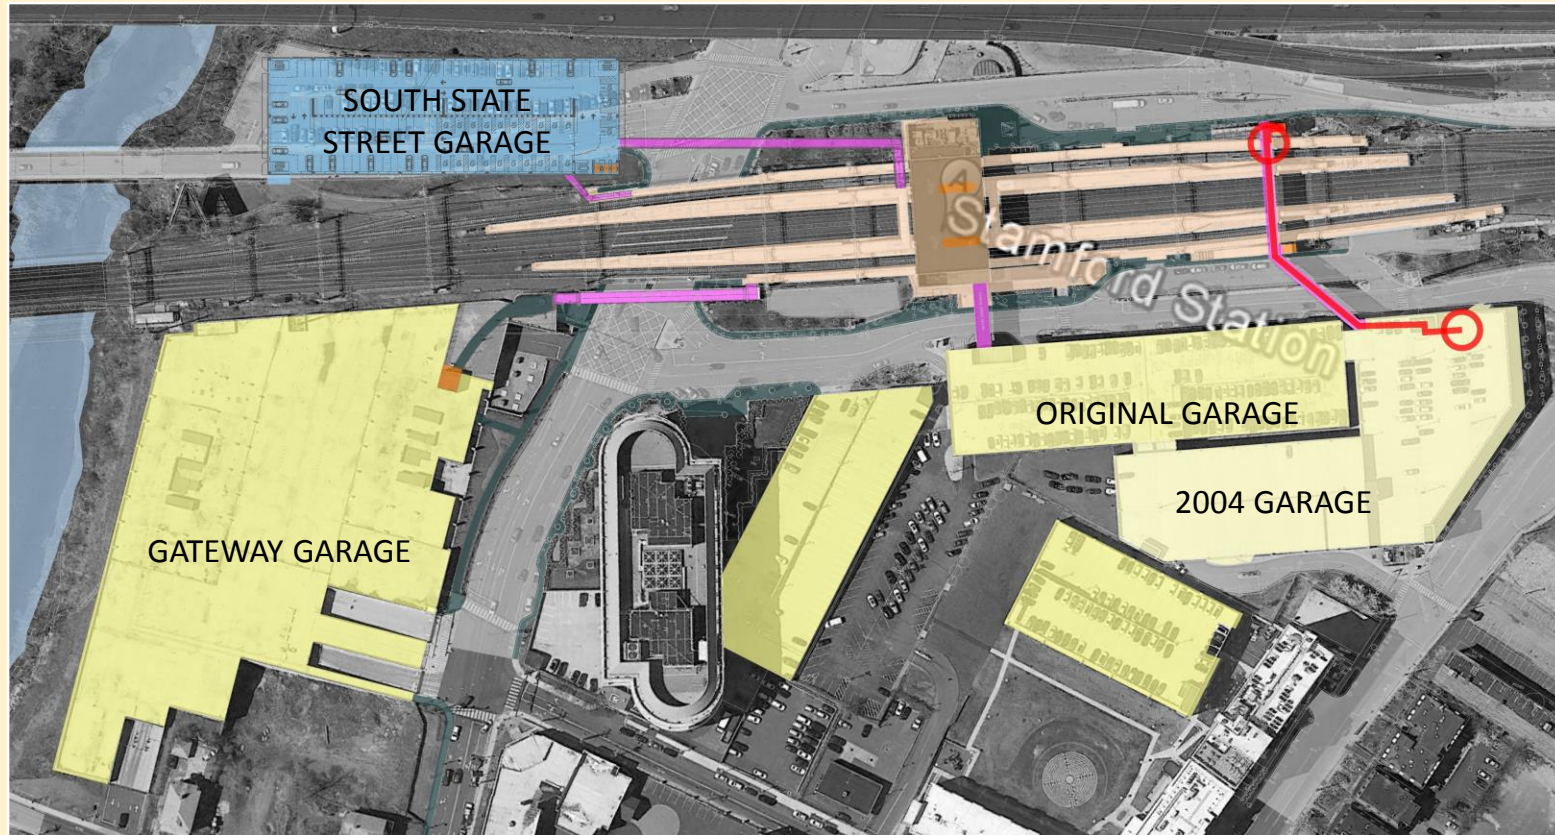 SOUTH STATE
STREET GARAGE
Stamford Station
ORIGINAL GARAGE
2004 GARAGE
GATEWAY GARAGE